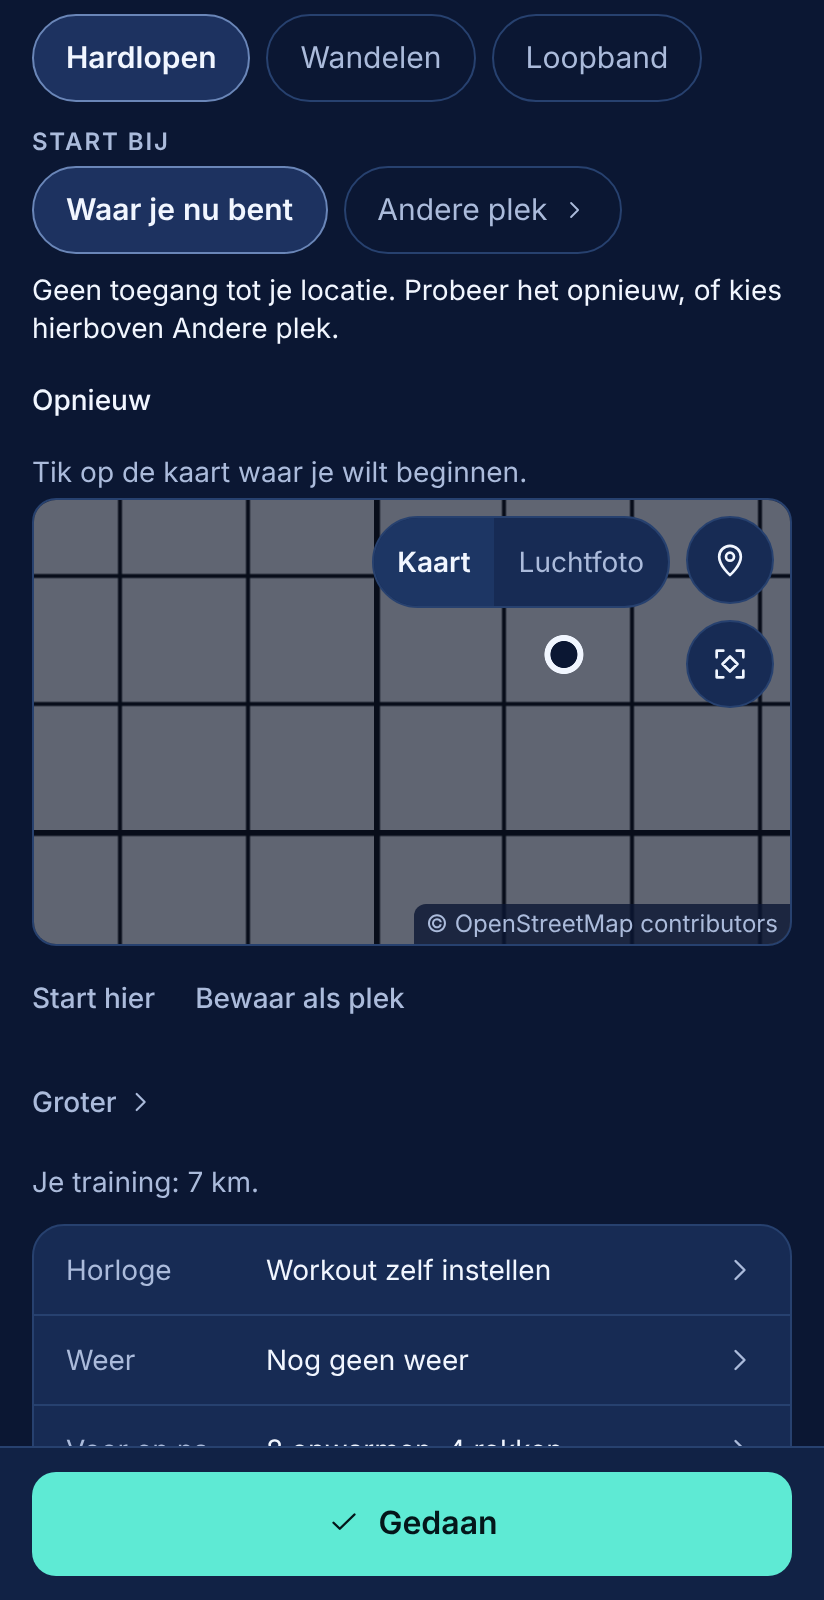 Hardlopen Wandelen Loopband
START BIJ
Waar je nu bent Andere plek
Geen toegang tot je locatie. Probeer het opnieuw, of kies
hierboven Andere plek.
Opnieuw
Tik op de kaart waar je wilt beginnen.
Kaart Luchtfoto
© OpenStreetMap contributors
Start hier Bewaar als plek
Groter
Je training: 7 km.
Horloge Workout zelf instellen
Weer Nog geen weer
Gedaan